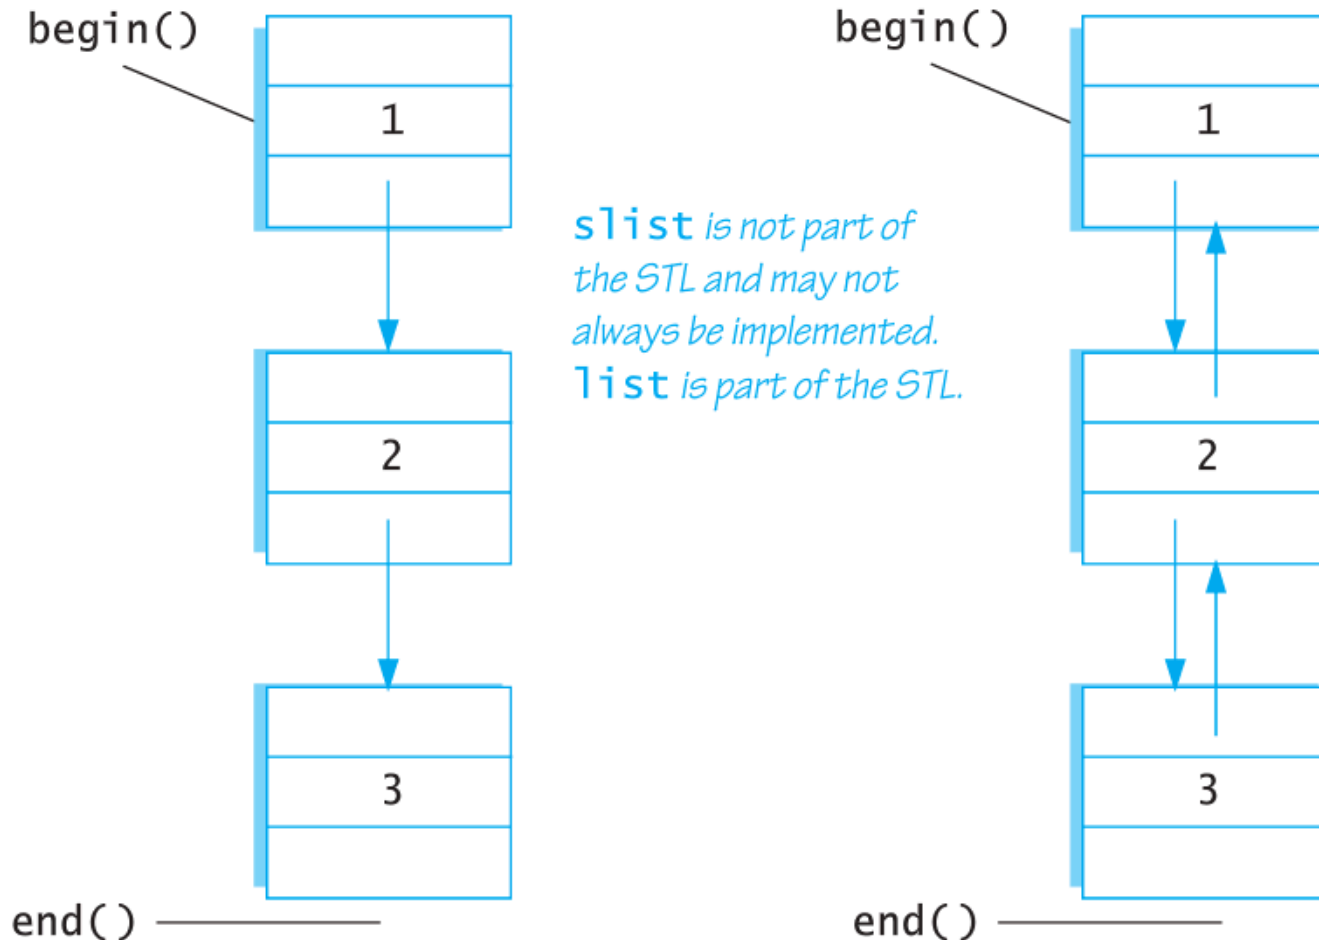 begin()
1
2
3
end()
slist is not part of
the STL and may not
always be implemented.
list is part of the STL.
begin()
1
2
3
end()